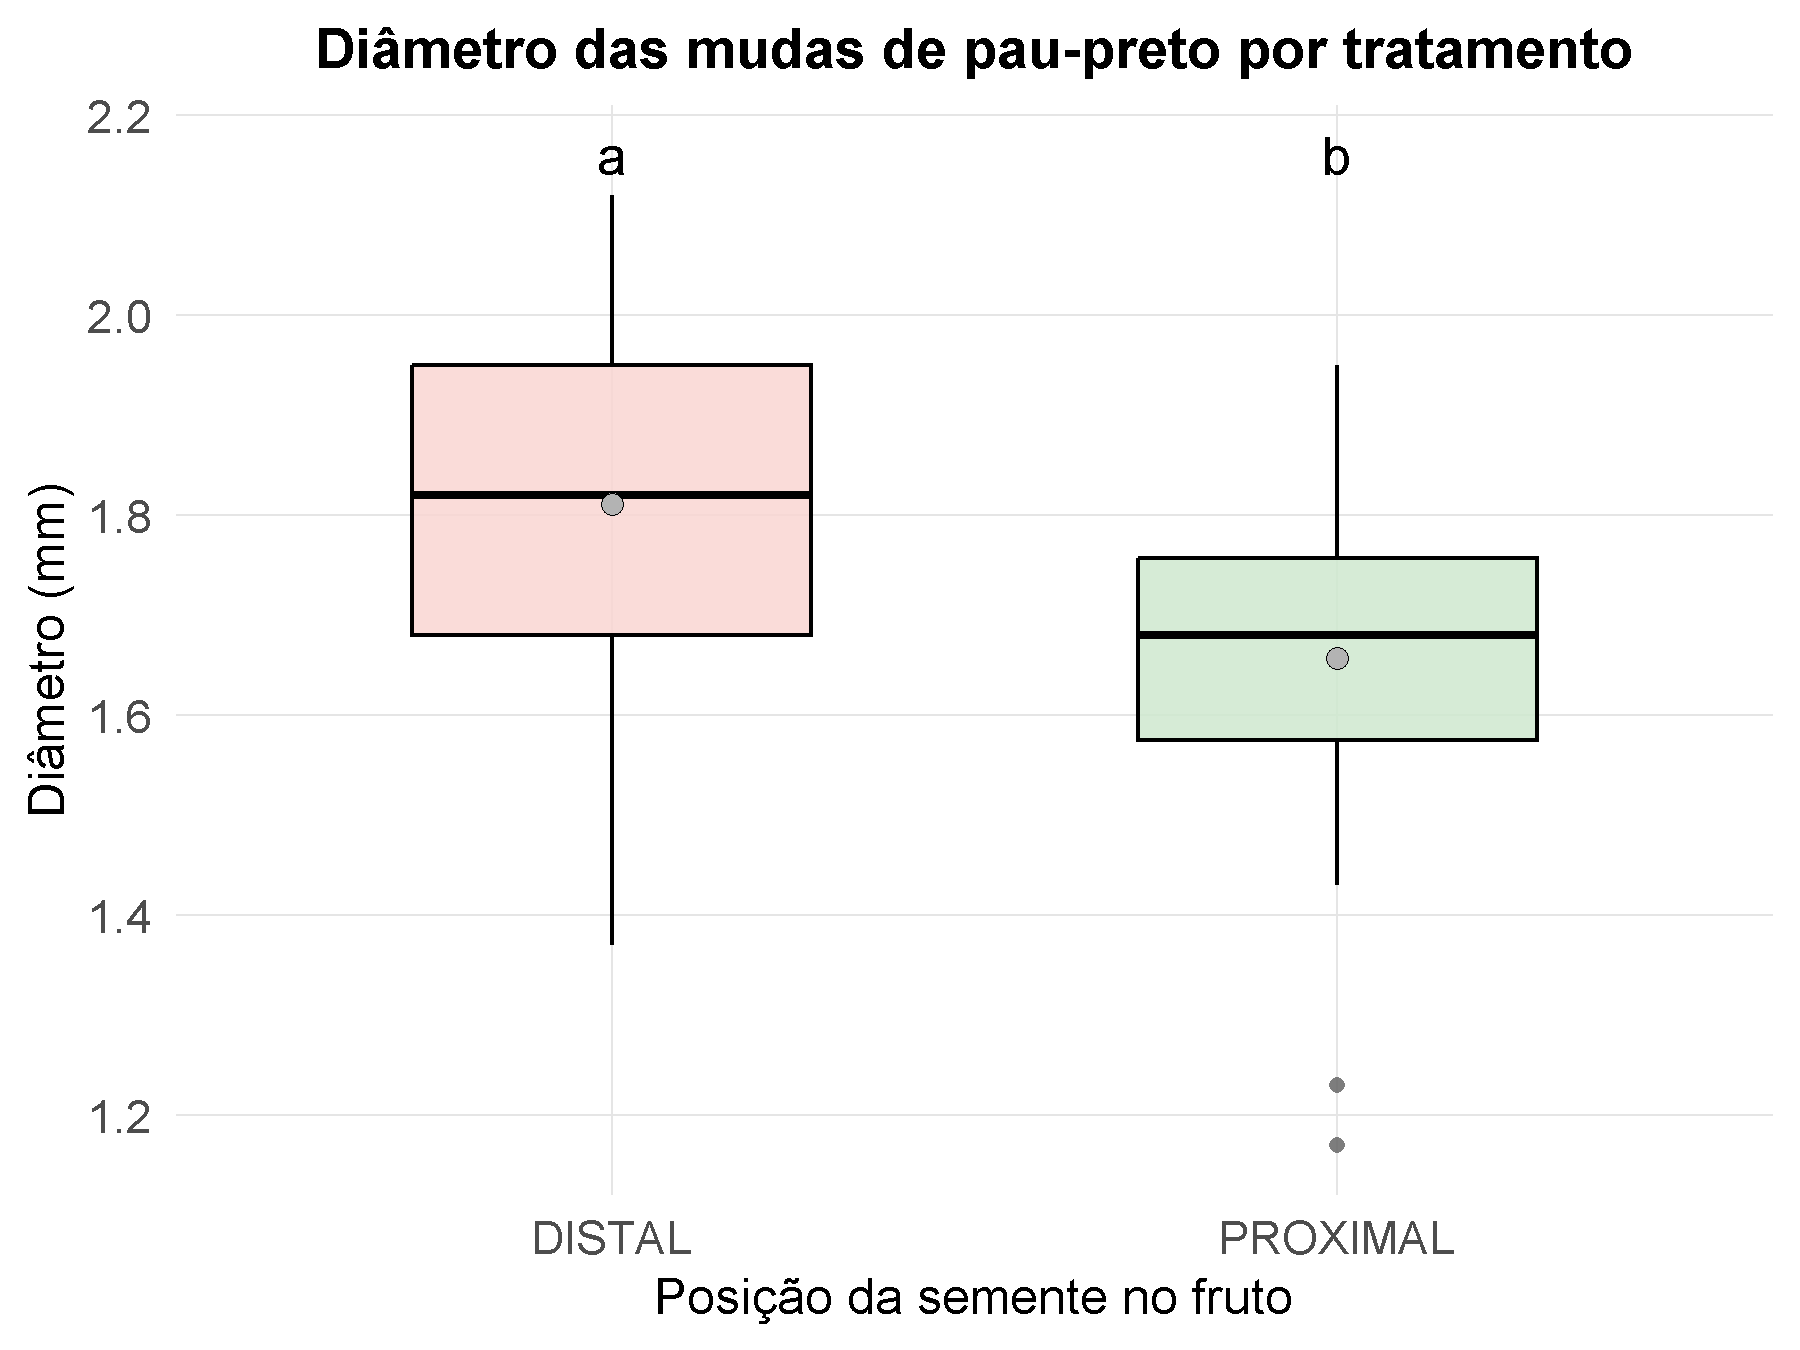 Diâmetro das mudas de pau-preto por tratamento
2.2
a
b
2.0
1.8
1.6
1.4
1.2
Diâmetro (mm)
DISTAL
PROXIMAL
Posição da semente no fruto